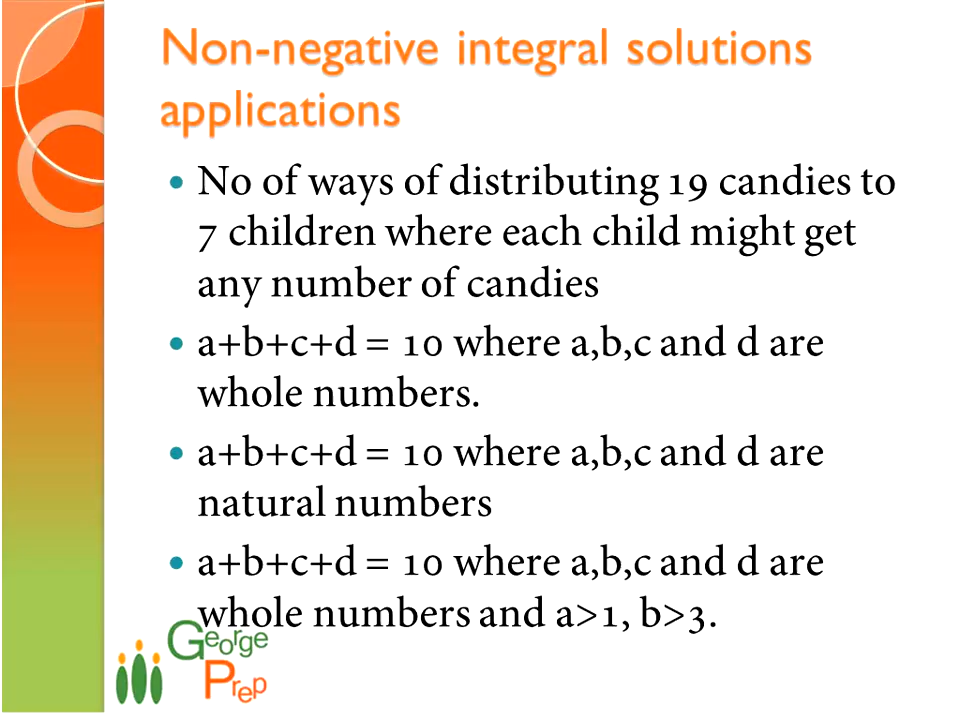 Non-negative integral solutions
applications
• No of ways of distributing 19 candies to
7 children where each child might get
any number of candies
• a+b+c+d = 10 where a,b,c and d are
whole numbers.
• a+b+c+d = 10 where a,b,c and d are
natural numbers
• a+b+c+d = 10 where a,b,c and d are
whole numbers and a>1, b>3.
George
Prep